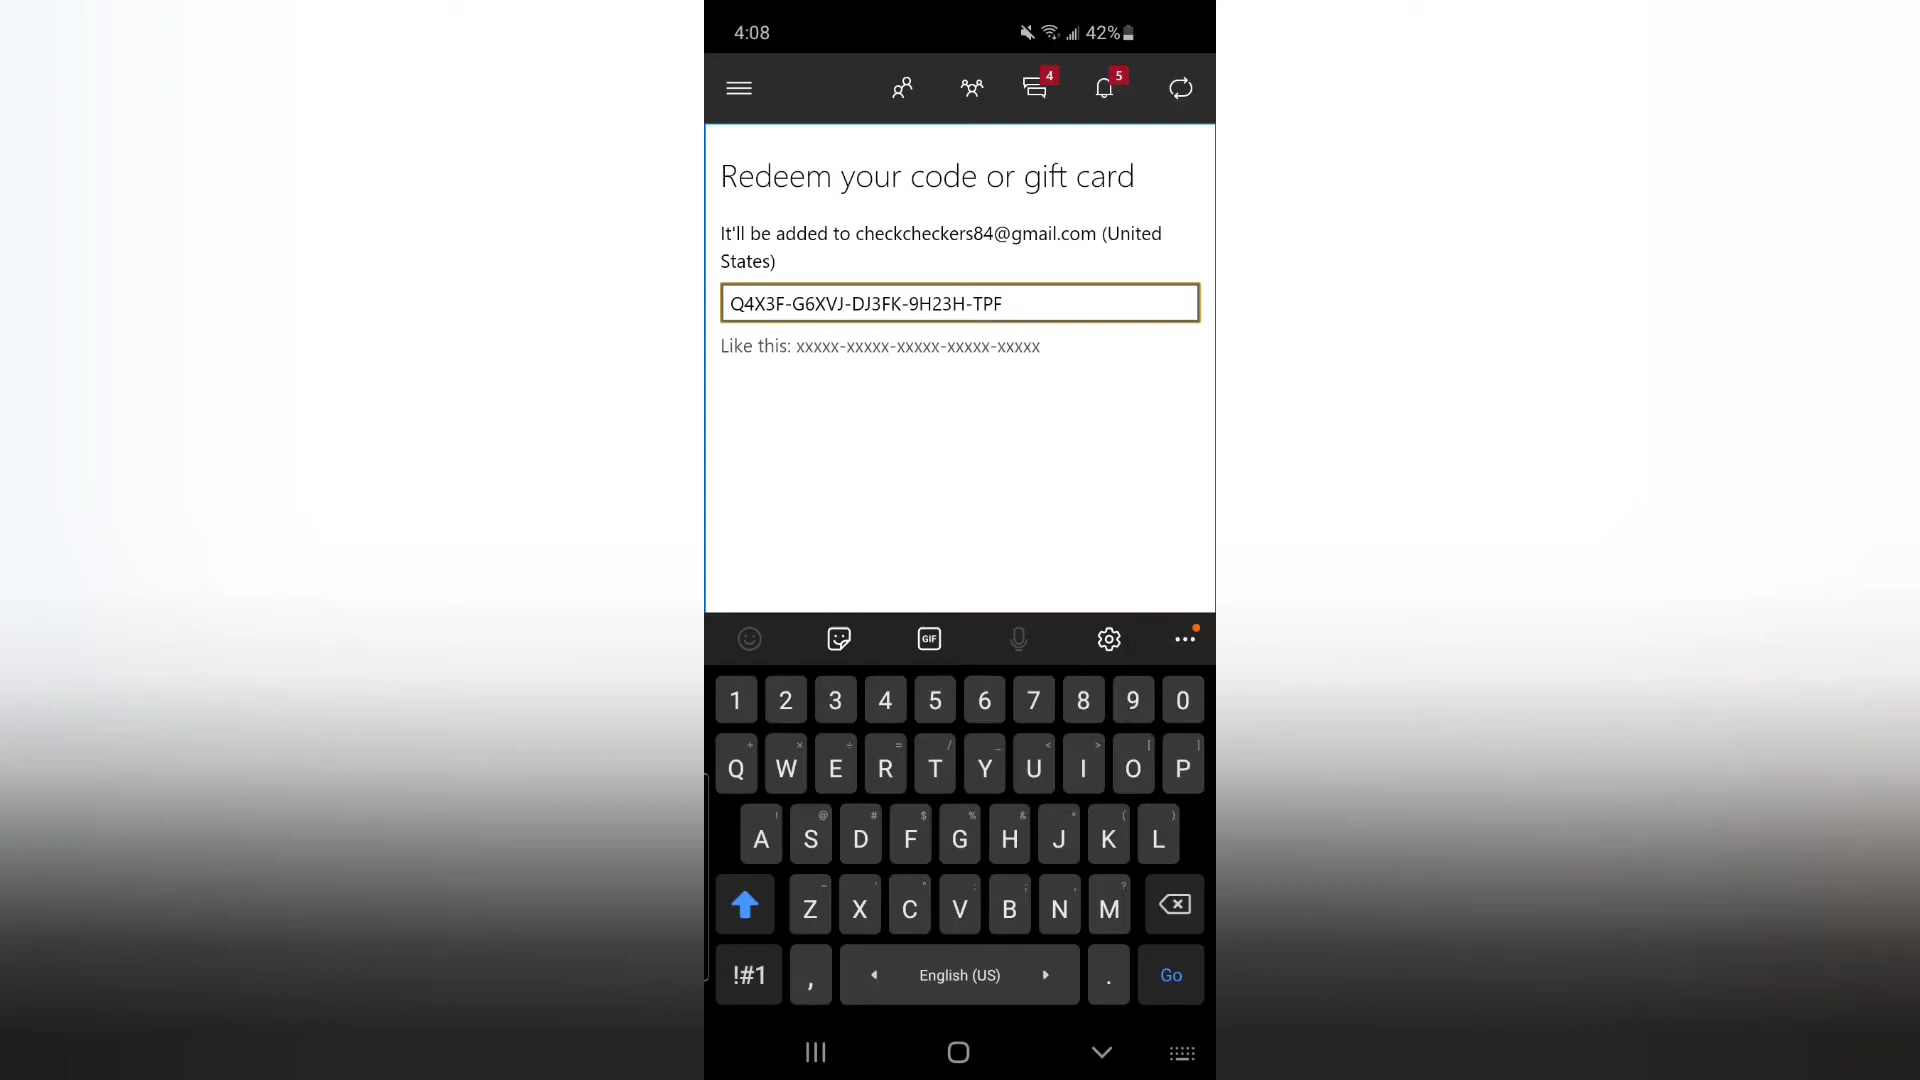 4:08
42%
4
5
Redeem your code or gift card
It'll be added to checkcheckers84@gmail.com (United
States)
Q4X3F-G6XVJ-DJ3FK-9H23H-TPF
Like this: xxxxx-xxxxx-xxxxx-xxxxx-xxxxx
GIF
1 2 3 4 5 6 7 8 9 0
+ × ÷ = / _ < > [ ]
Q W E R T Y U I O P
! @ # $ % & * ( )
A S D F G H J K L
- ' " : ; , ?
Z X C V B N M
!#1 , English (US) . Go